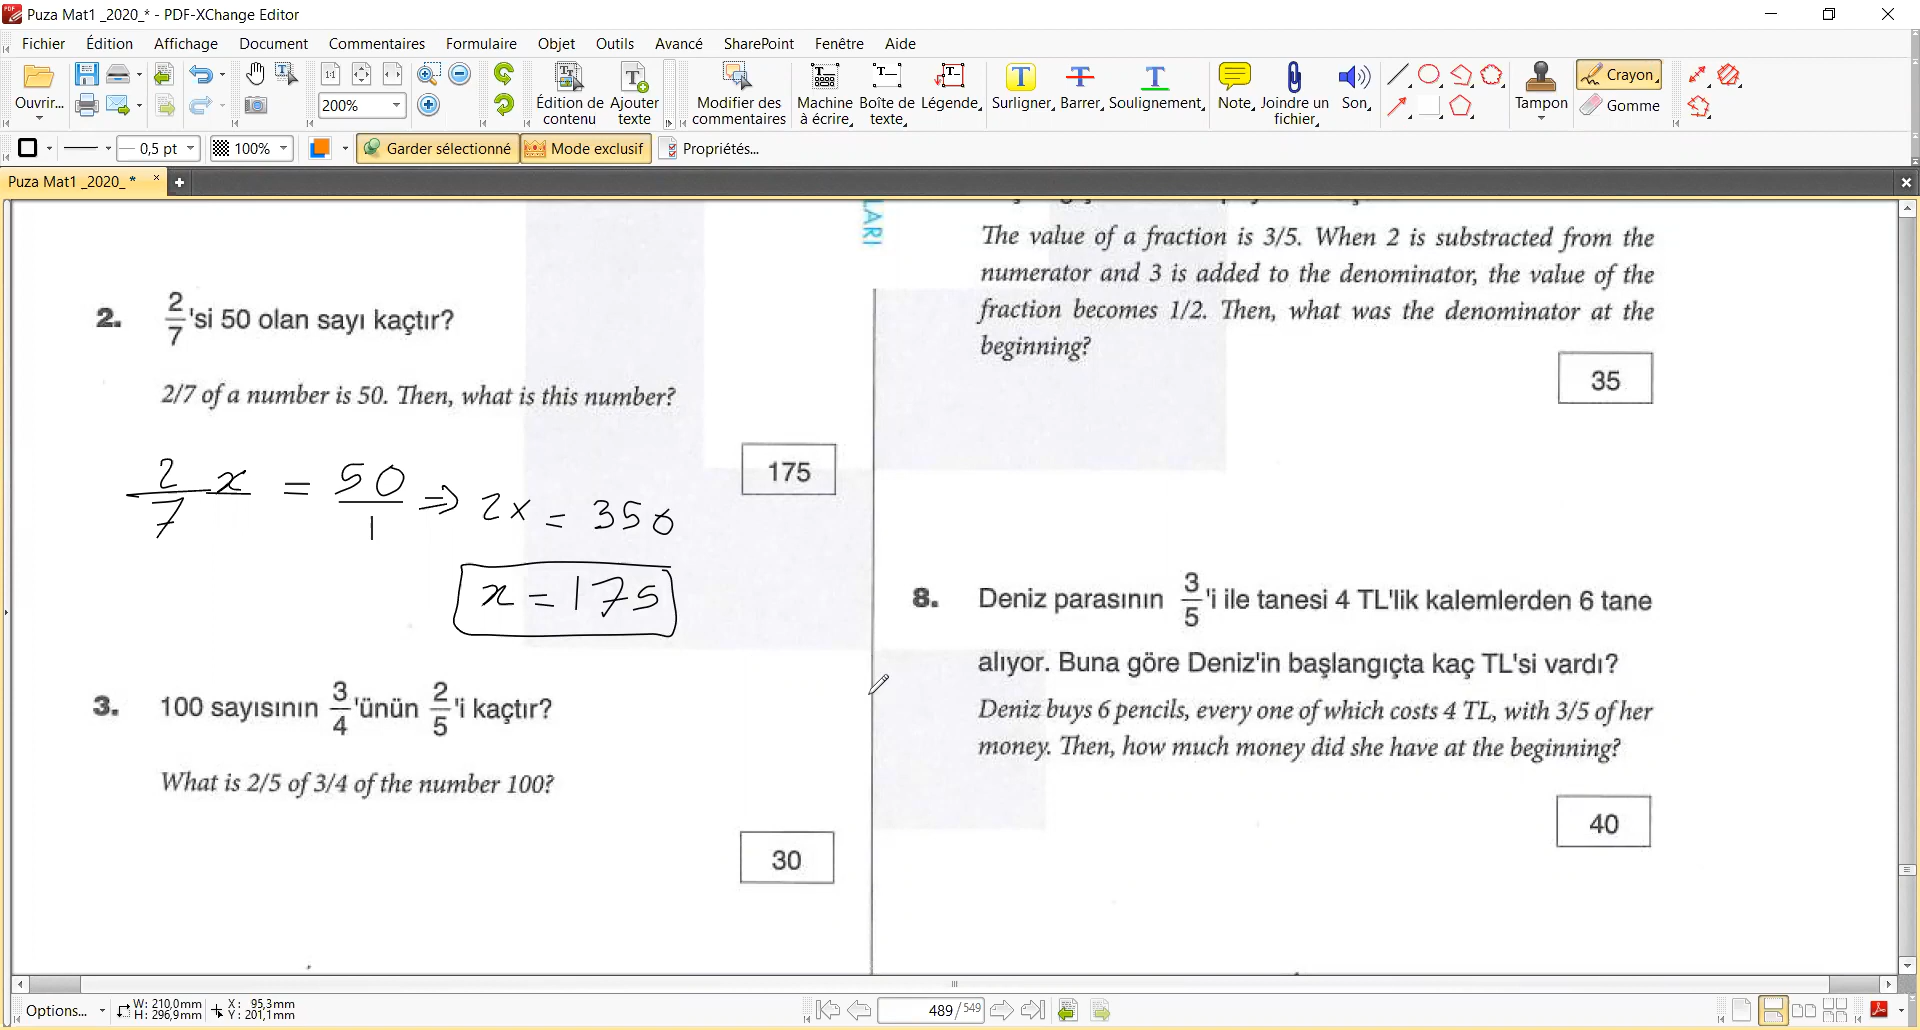 Puza Mat1 _2020_* - PDF-XChange Editor
Fichier Édition Affichage Document Commentaires Formulaire Objet Outils Avancé SharePoint Fenêtre Aide
Ouvrir...
1:1
200%
Édition de contenu
Ajouter texte
Modifier des commentaires
Machine à écrire
Boîte de texte
Légende
Surligner
Barrer
Soulignement
Note
Joindre un fichier
Son
Tampon
Crayon
Gomme
0,5 pt 100% Garder sélectionné Mode exclusif Propriétés...
Puza Mat1 _2020_ * × +
2. 2/7 'si 50 olan sayı kaçtır?
2/7 of a number is 50. Then, what is this number?
175
2/7 x = 50/1 ⇒ 2x = 350
x = 175
3. 100 sayısının 3/4 'ünün 2/5 'i kaçtır?
What is 2/5 of 3/4 of the number 100?
30
LARI
The value of a fraction is 3/5. When 2 is substracted from the
numerator and 3 is added to the denominator, the value of the
fraction becomes 1/2. Then, what was the denominator at the
beginning?
35
8. Deniz parasının 3/5 'i ile tanesi 4 TL'lik kalemlerden 6 tane
alıyor. Buna göre Deniz'in başlangıçta kaç TL'si vardı?
Deniz buys 6 pencils, every one of which costs 4 TL, with 3/5 of her
money. Then, how much money did she have at the beginning?
40
Options... W: 210,0mm X: 95,3mm
H: 296,9mm Y: 201,1mm
489 / 549